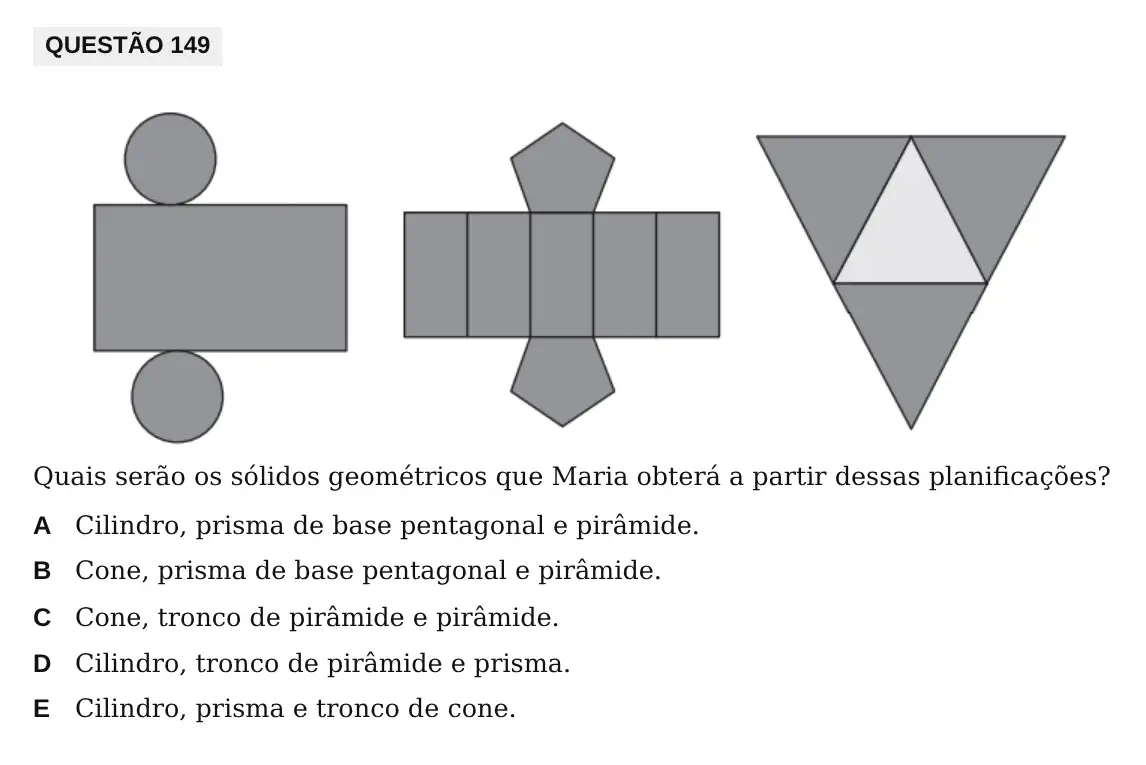 QUESTÃO 149
Quais serão os sólidos geométricos que Maria obterá a partir dessas planificações?
A Cilindro, prisma de base pentagonal e pirâmide.
B Cone, prisma de base pentagonal e pirâmide.
C Cone, tronco de pirâmide e pirâmide.
D Cilindro, tronco de pirâmide e prisma.
E Cilindro, prisma e tronco de cone.